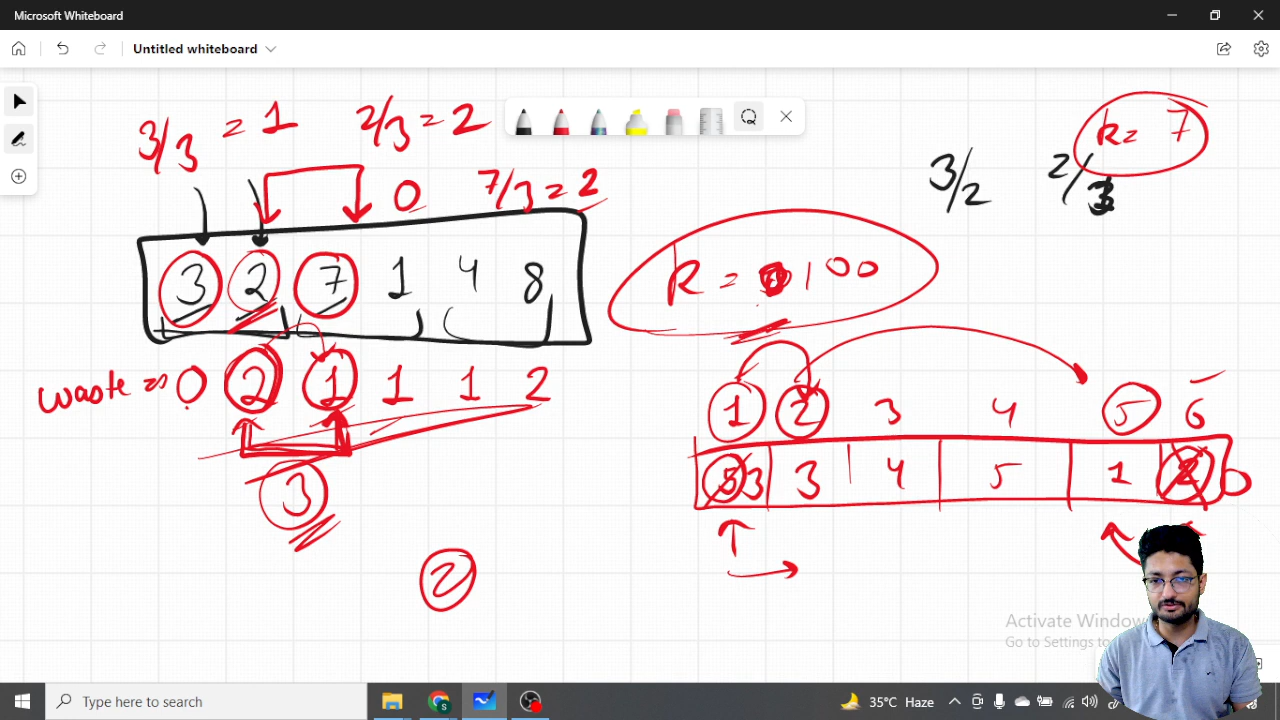 Microsoft Whiteboard
Untitled whiteboard
3/3 = 1 2/3 = 2
0 7/3 = 2
3/2 2/3
k = 7
3 2 7 1 4 8
k = 100
waste = 0 2 1 1 1 2
3
2
1 2 3 4 5 6
3 3 4 5 1 2 0
Activate Window
Go to Settings to
Type here to search
35°C Haze